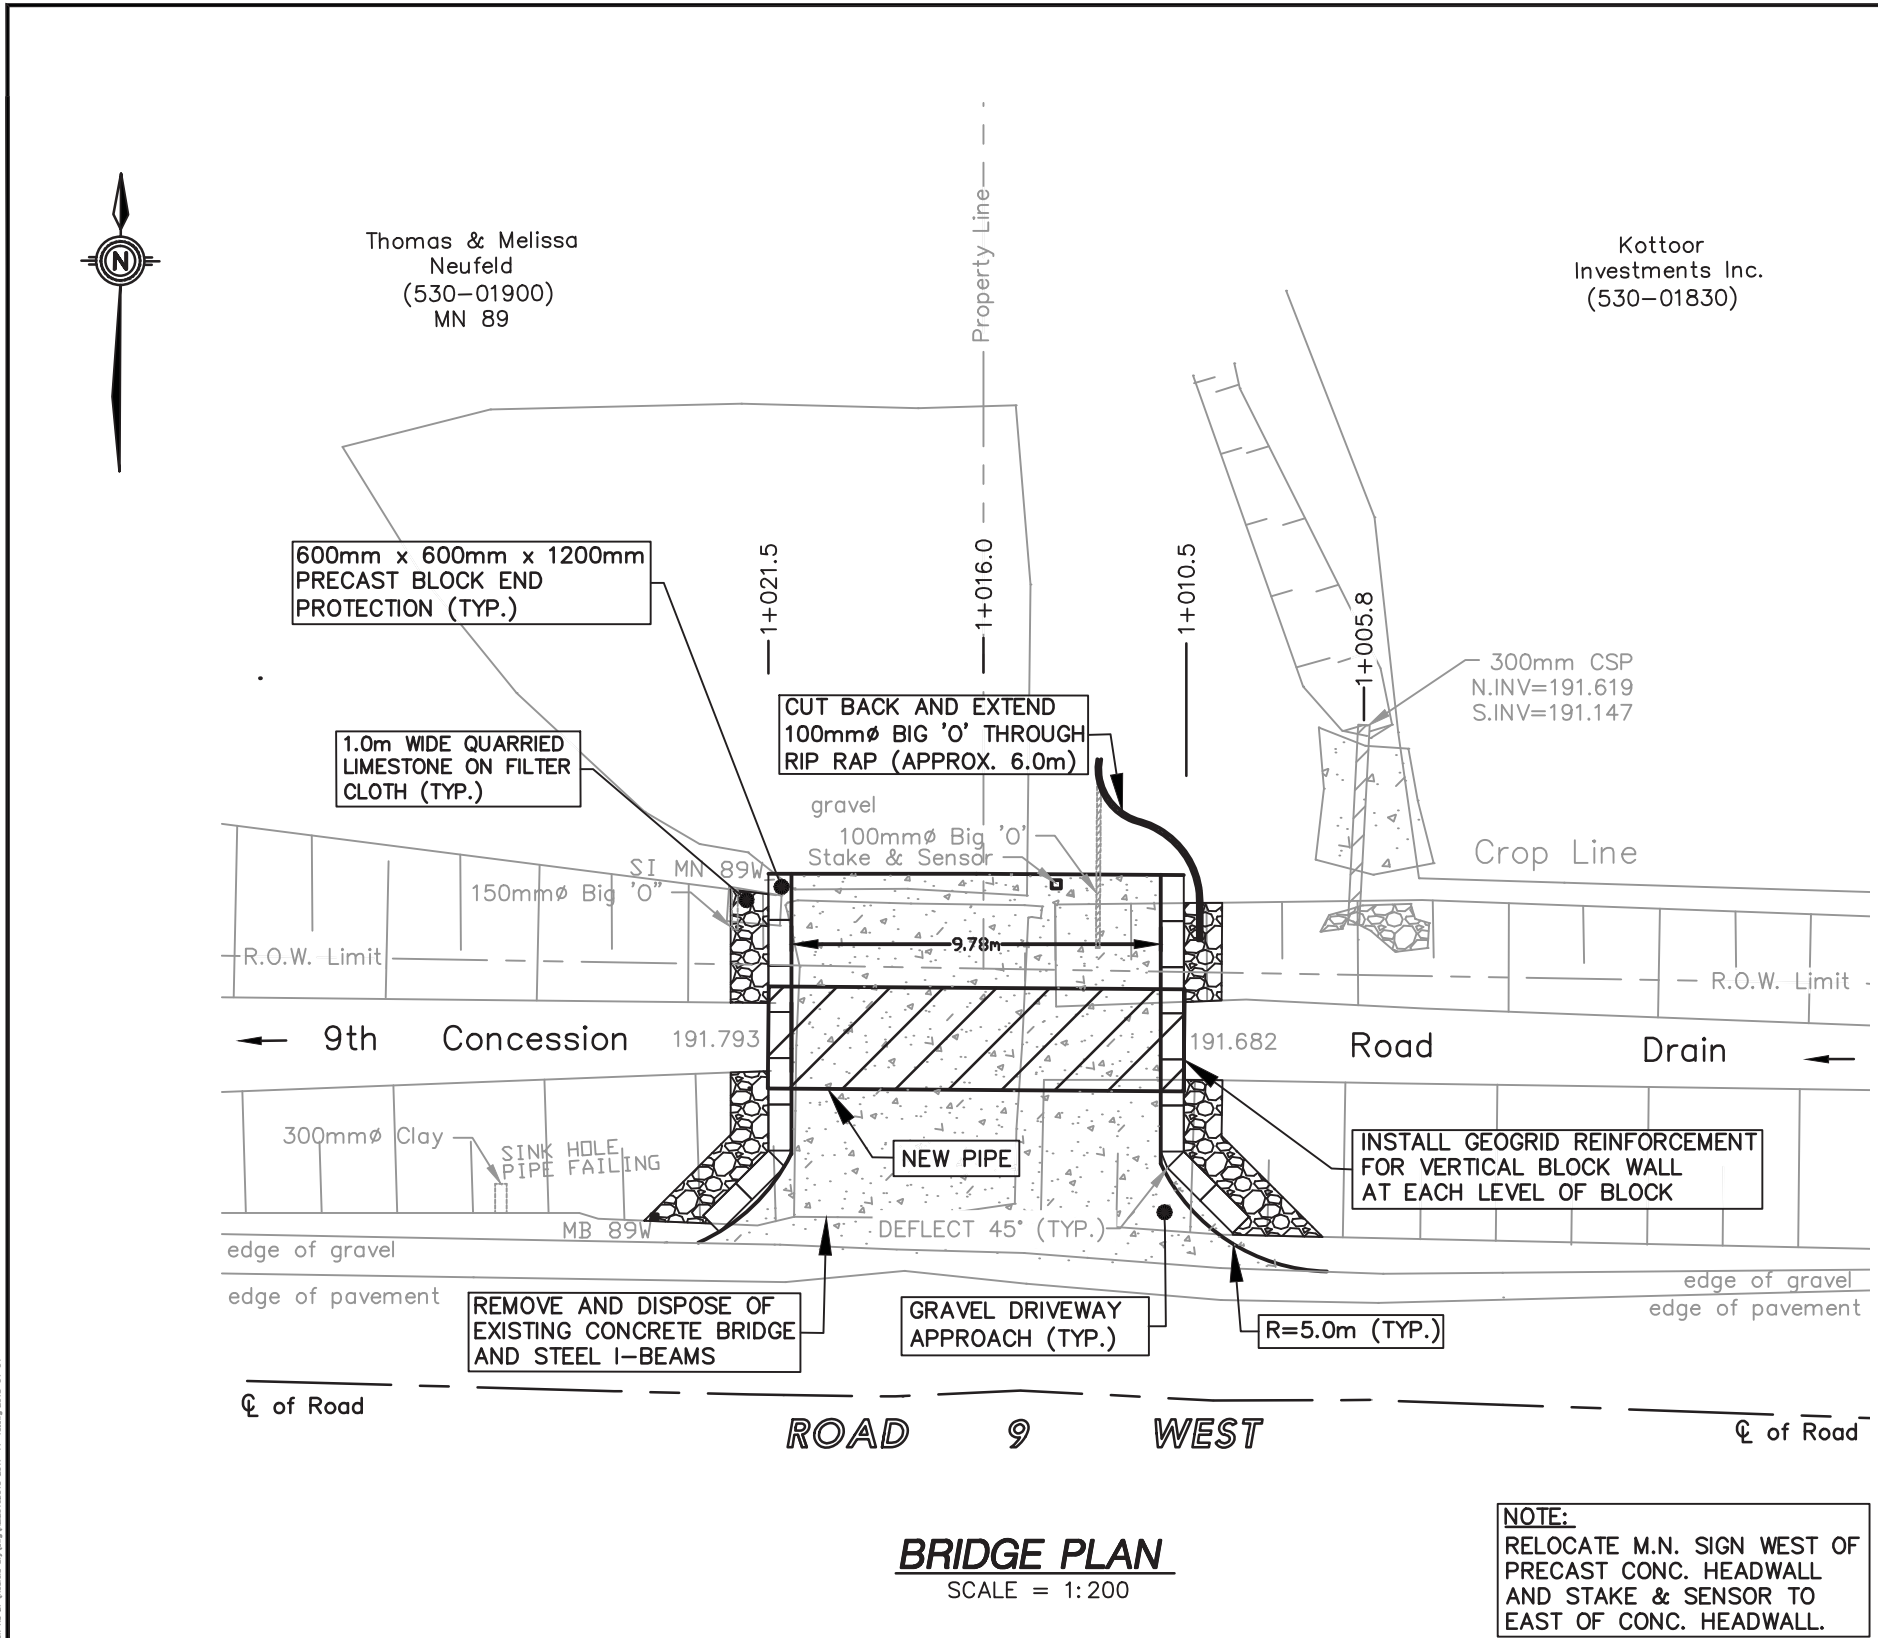 N
Thomas & Melissa
Neufeld
(530-01900)
MN 89
Property Line
Kottoor
Investments Inc.
(530-01830)
600mm x 600mm x 1200mm
PRECAST BLOCK END
PROTECTION (TYP.)
1+021.5
1+016.0
1+010.5
1+005.8
300mm CSP
N.INV=191.619
S.INV=191.147
CUT BACK AND EXTEND
100mmø BIG 'O' THROUGH
RIP RAP (APPROX. 6.0m)
1.0m WIDE QUARRIED
LIMESTONE ON FILTER
CLOTH (TYP.)
gravel
100mmø Big 'O'
Stake & Sensor
Crop Line
SI MN 89W
150mmø Big 'O"
9.78m
R.O.W. Limit
R.O.W. Limit
9th Concession
191.793
191.682
Road Drain
300mmø Clay
SINK HOLE
PIPE FAILING
NEW PIPE
INSTALL GEOGRID REINFORCEMENT
FOR VERTICAL BLOCK WALL
AT EACH LEVEL OF BLOCK
MB 89W
DEFLECT 45° (TYP.)
edge of gravel
edge of pavement
edge of gravel
edge of pavement
REMOVE AND DISPOSE OF
EXISTING CONCRETE BRIDGE
AND STEEL I-BEAMS
GRAVEL DRIVEWAY
APPROACH (TYP.)
R=5.0m (TYP.)
℄ of Road
℄ of Road
ROAD 9 WEST
BRIDGE PLAN
SCALE = 1:200
NOTE:
RELOCATE M.N. SIGN WEST OF
PRECAST CONC. HEADWALL
AND STAKE & SENSOR TO
EAST OF CONC. HEADWALL.